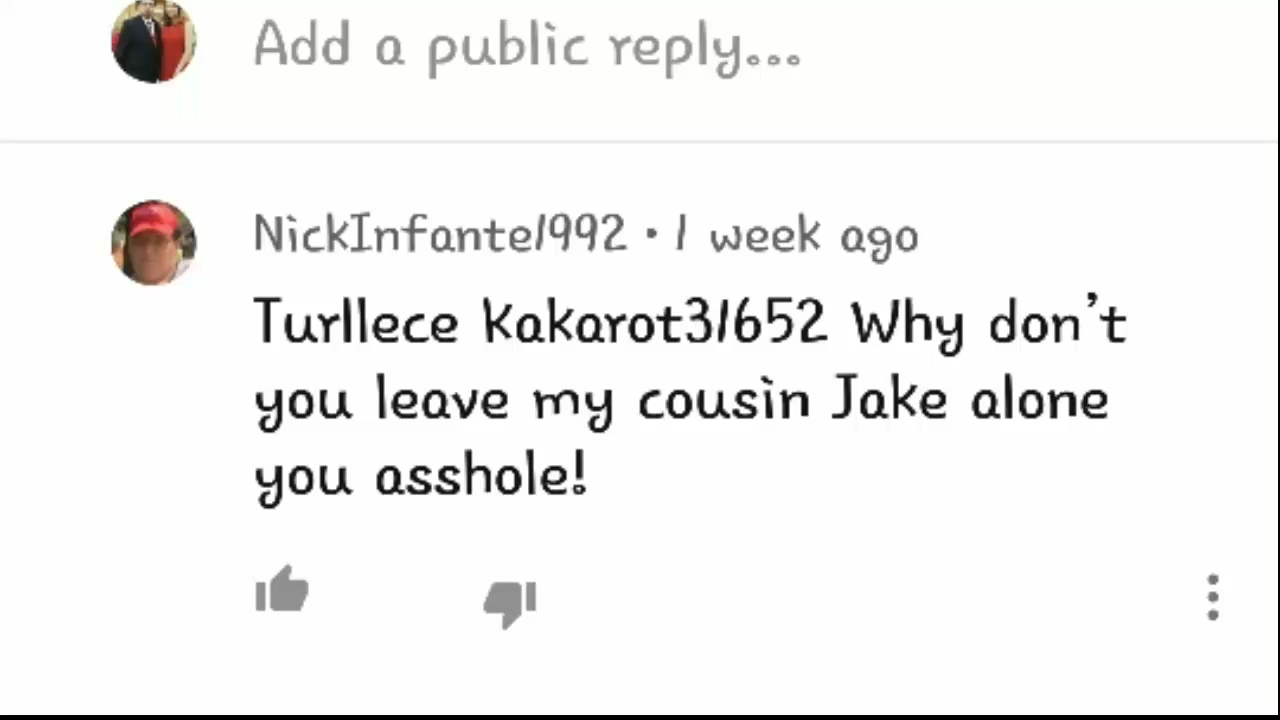 Add a public reply...
NickInfante1992 • 1 week ago
Turllece Kakarot31652 Why don't
you leave my cousin Jake alone
you asshole!